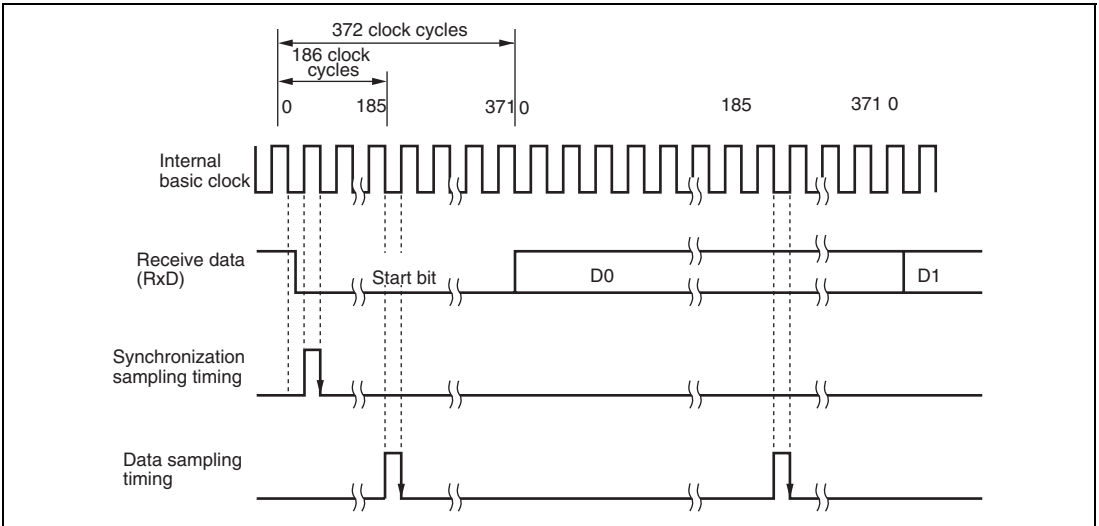 372 clock cycles
186 clock
cycles
0 185 371 0 185 371 0
Internal
basic clock
Receive data
(RxD)
Start bit D0 D1
Synchronization
sampling timing
Data sampling
timing